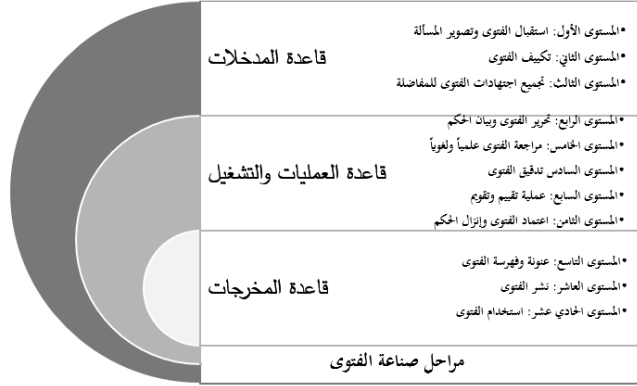 قاعدة المدخلات
•المستوى الأول: استقبال الفتوى وتصوير المسألة
•المستوى الثاني: تكييف الفتوى
•المستوى الثالث: تجميع اجتهادات الفتوى للمفاضلة
قاعدة العمليات والتشغيل
•المستوى الرابع: تحرير الفتوى وبيان الحكم
•المستوى الخامس: مراجعة الفتوى علمياً ولغوياً
•المستوى السادس تدقيق الفتوى
•المستوى السابع: عملية تقييم وتقويم
•المستوى الثامن: اعتماد الفتوى وإنزال الحكم
قاعدة المخرجات
•المستوى التاسع: عنونة وفهرسة الفتوى
•المستوى العاشر: نشر الفتوى
•المستوى الحادي عشر: استخدام الفتوى
مراحل صناعة الفتوى